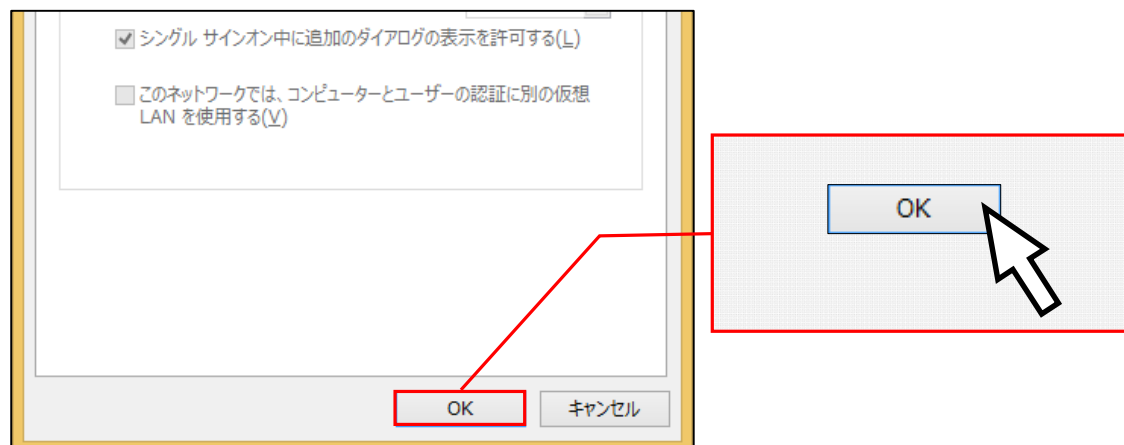 シングル サインオン中に追加のダイアログの表示を許可する(L)
このネットワークでは、コンピューターとユーザーの認証に別の仮想
LAN を使用する(V)
OK
OK
キャンセル